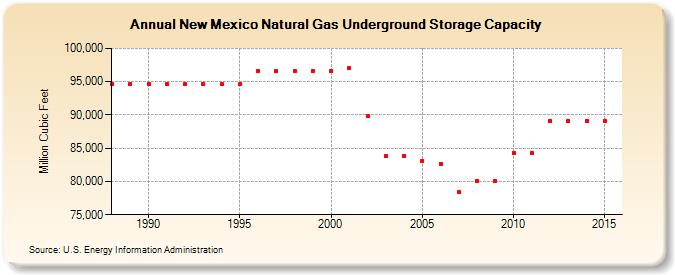 Annual New Mexico Natural Gas Underground Storage Capacity
Million Cubic Feet
100,000
95,000
90,000
85,000
80,000
75,000
1990 1995 2000 2005 2010 2015
Source: U.S. Energy Information Administration